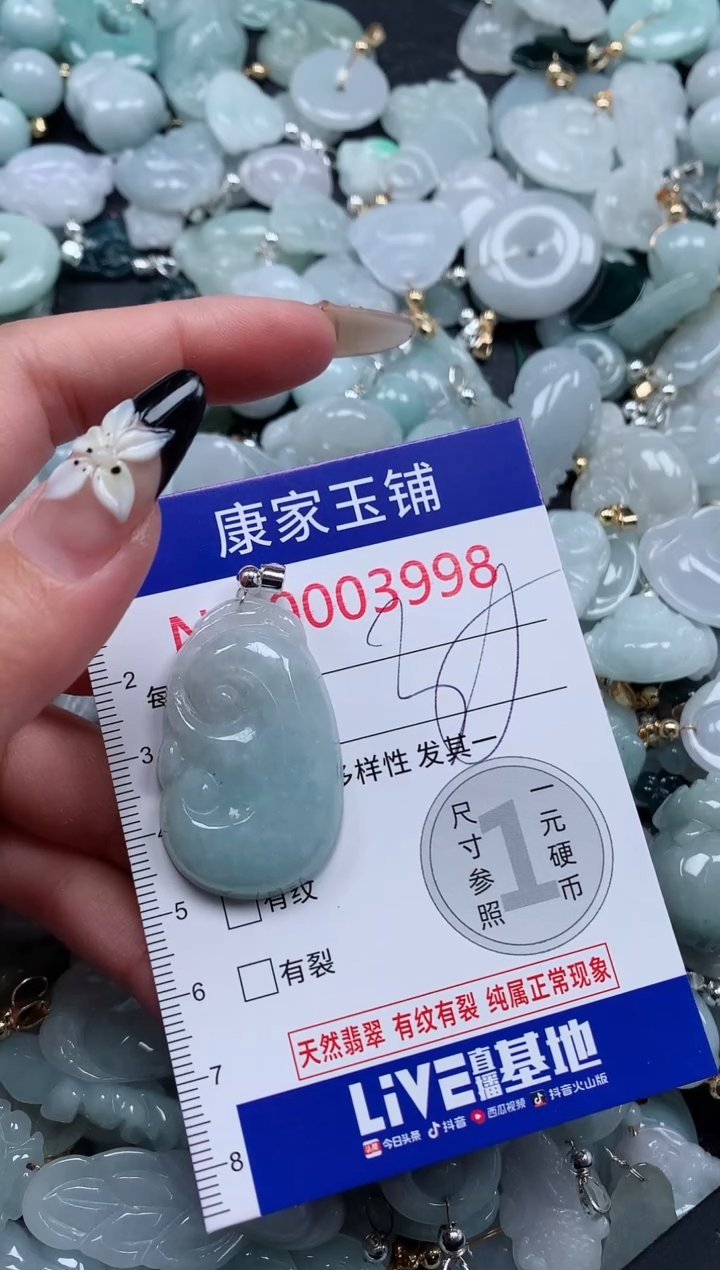 康家玉铺
0003998
2
每
3
多样性 发其一
4
尺寸参照
1
一元硬币
5
有纹
6
有裂
天然翡翠 有纹有裂 纯属正常现象
7
LiVE直播基地
今日头条 抖音 西瓜视频 抖音火山版
8